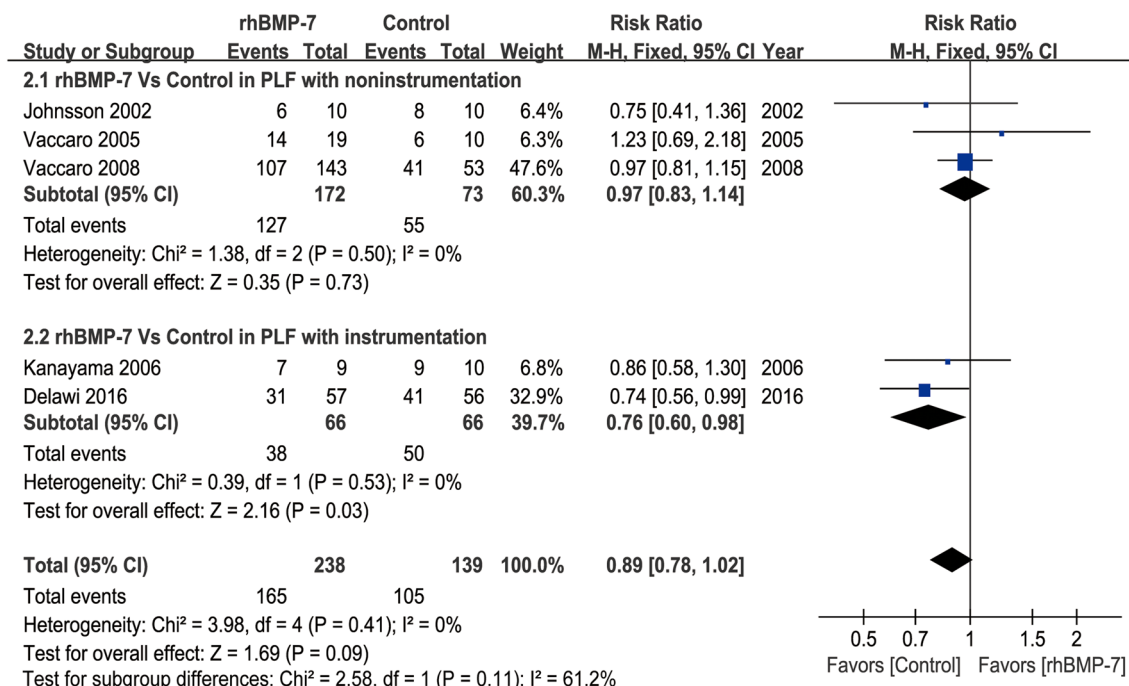 rhBMP-7 Control Risk Ratio Risk Ratio
Study or Subgroup Events Total Events Total Weight M-H, Fixed, 95% CI Year M-H, Fixed, 95% CI
2.1 rhBMP-7 Vs Control in PLF with noninstrumentation
Johnsson 2002 6 10 8 10 6.4% 0.75 [0.41, 1.36] 2002
Vaccaro 2005 14 19 6 10 6.3% 1.23 [0.69, 2.18] 2005
Vaccaro 2008 107 143 41 53 47.6% 0.97 [0.81, 1.15] 2008
Subtotal (95% CI) 172 73 60.3% 0.97 [0.83, 1.14]
Total events 127 55
Heterogeneity: Chi² = 1.38, df = 2 (P = 0.50); I² = 0%
Test for overall effect: Z = 0.35 (P = 0.73)
2.2 rhBMP-7 Vs Control in PLF with instrumentation
Kanayama 2006 7 9 9 10 6.8% 0.86 [0.58, 1.30] 2006
Delawi 2016 31 57 41 56 32.9% 0.74 [0.56, 0.99] 2016
Subtotal (95% CI) 66 66 39.7% 0.76 [0.60, 0.98]
Total events 38 50
Heterogeneity: Chi² = 0.39, df = 1 (P = 0.53); I² = 0%
Test for overall effect: Z = 2.16 (P = 0.03)
Total (95% CI) 238 139 100.0% 0.89 [0.78, 1.02]
Total events 165 105
Heterogeneity: Chi² = 3.98, df = 4 (P = 0.41); I² = 0%
Test for overall effect: Z = 1.69 (P = 0.09)
Test for subgroup differences: Chi² = 2.58, df = 1 (P = 0.11); I² = 61.2%
0.5 0.7 1 1.5 2
Favors [Control] Favors [rhBMP-7]